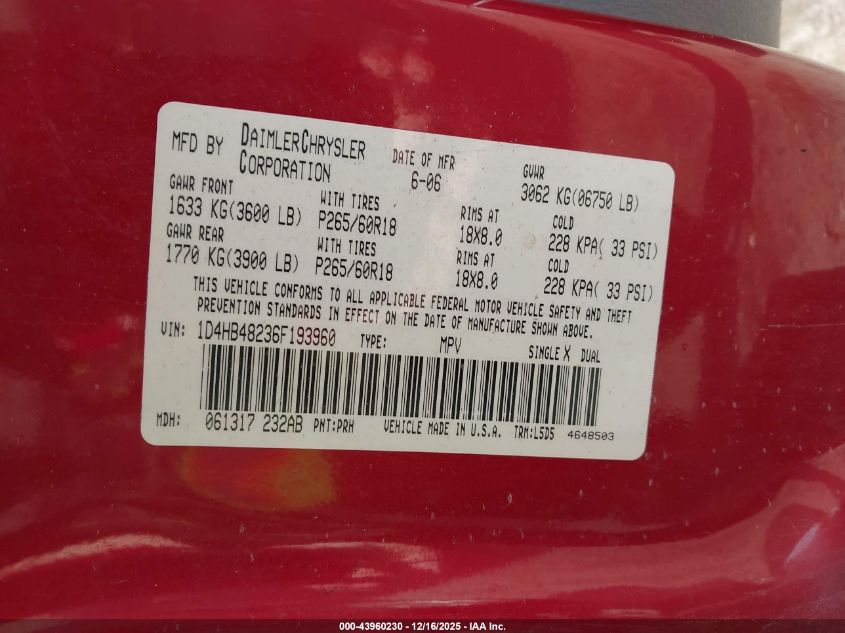 MFD BY DAIMLERCHRYSLER CORPORATION
DATE OF MFR 6-06
GVWR 3062 KG(06750 LB)
GAWR FRONT WITH TIRES RIMS AT COLD
1633 KG(3600 LB) P265/60R18 18X8.0 228 KPA( 33 PSI)
GAWR REAR WITH TIRES RIMS AT COLD
1770 KG(3900 LB) P265/60R18 18X8.0 228 KPA( 33 PSI)
THIS VEHICLE CONFORMS TO ALL APPLICABLE FEDERAL MOTOR VEHICLE SAFETY AND THEFT
PREVENTION STANDARDS IN EFFECT ON THE DATE OF MANUFACTURE SHOWN ABOVE.
VIN: 1D4HB48236F193960 TYPE: MPV SINGLE X DUAL
MDH: 061317 232AB PNT:PRH VEHICLE MADE IN U.S.A. TRM:L5D5 4648503
000-43960230 - 12/16/2025 - IAA Inc.